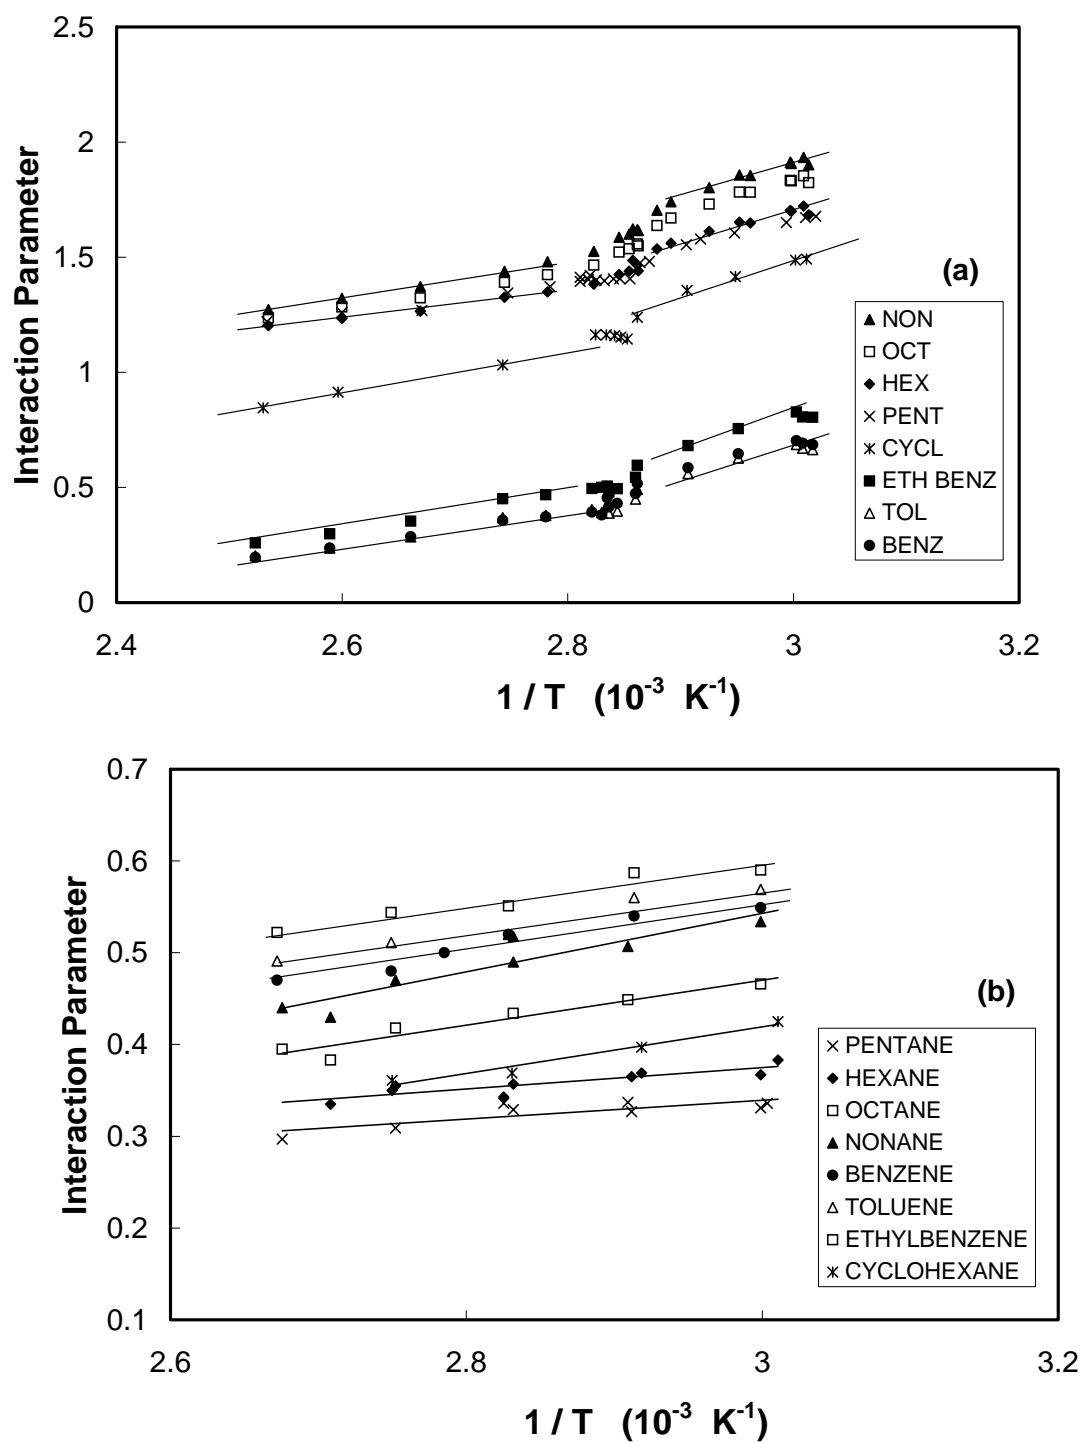 2.5
2
1.5
1
0.5
0
Interaction Parameter
(a)
NON
OCT
HEX
PENT
CYCL
ETH BENZ
TOL
BENZ
2.4 2.6 2.8 3 3.2
1 / T (10-3 K-1)
0.7
0.6
0.5
0.4
0.3
0.2
0.1
Interaction Parameter
(b)
PENTANE
HEXANE
OCTANE
NONANE
BENZENE
TOLUENE
ETHYLBENZENE
CYCLOHEXANE
2.6 2.8 3 3.2
1 / T (10-3 K-1)